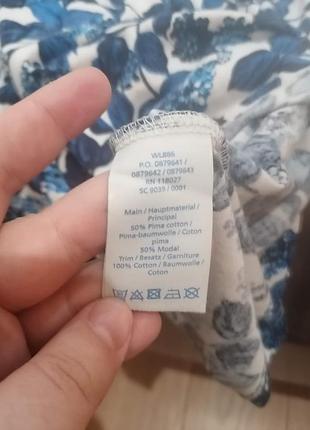 WL886
P.O. 0879641 /
0879642 / 0879643
RN 118027
SC 9039 / 0001
Main / Hauptmaterial /
Principal
50% Pima cotton /
Pima-baumwolle / Coton
pima
50% Modal
Trim / Besatz / Garniture
100% Cotton / Baumwolle /
Coton